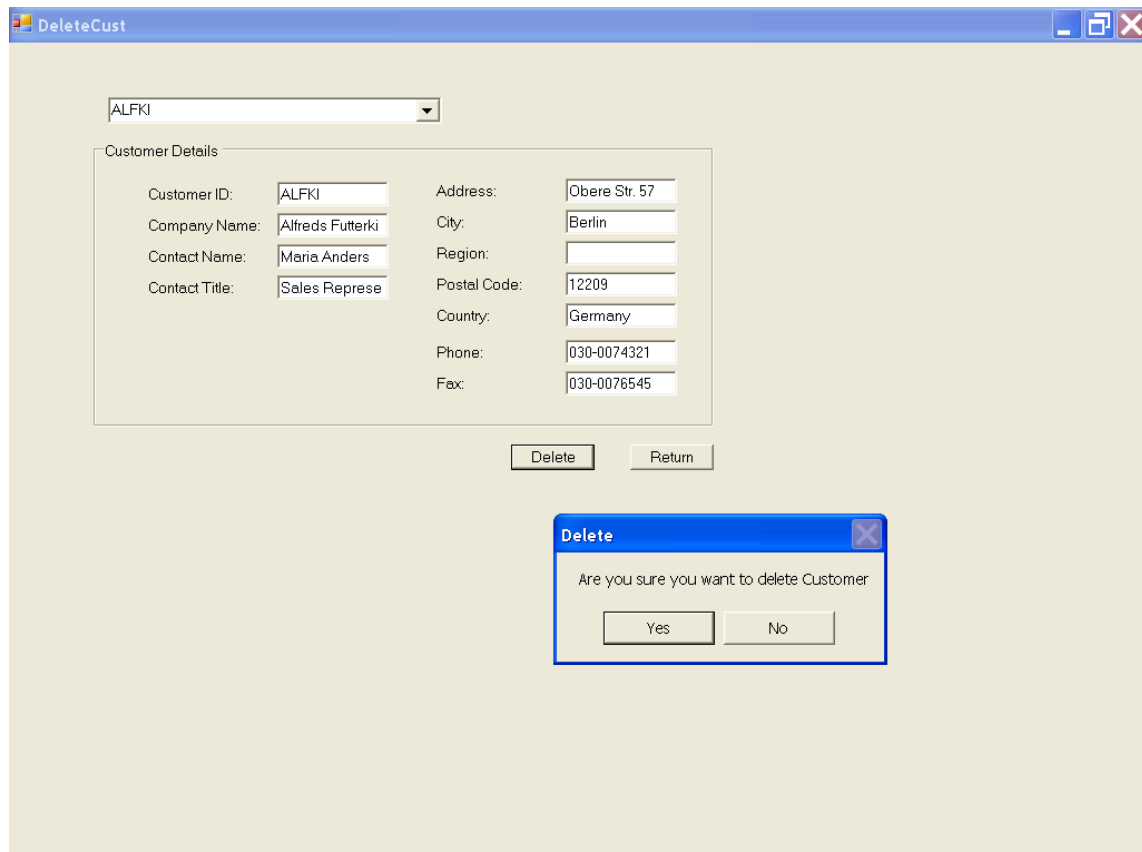 DeleteCust
ALFKI
Customer Details
Customer ID: ALFKI
Company Name: Alfreds Futterki
Contact Name: Maria Anders
Contact Title: Sales Represe
Address: Obere Str. 57
City: Berlin
Region:
Postal Code: 12209
Country: Germany
Phone: 030-0074321
Fax: 030-0076545
Delete Return
Delete
Are you sure you want to delete Customer
Yes No